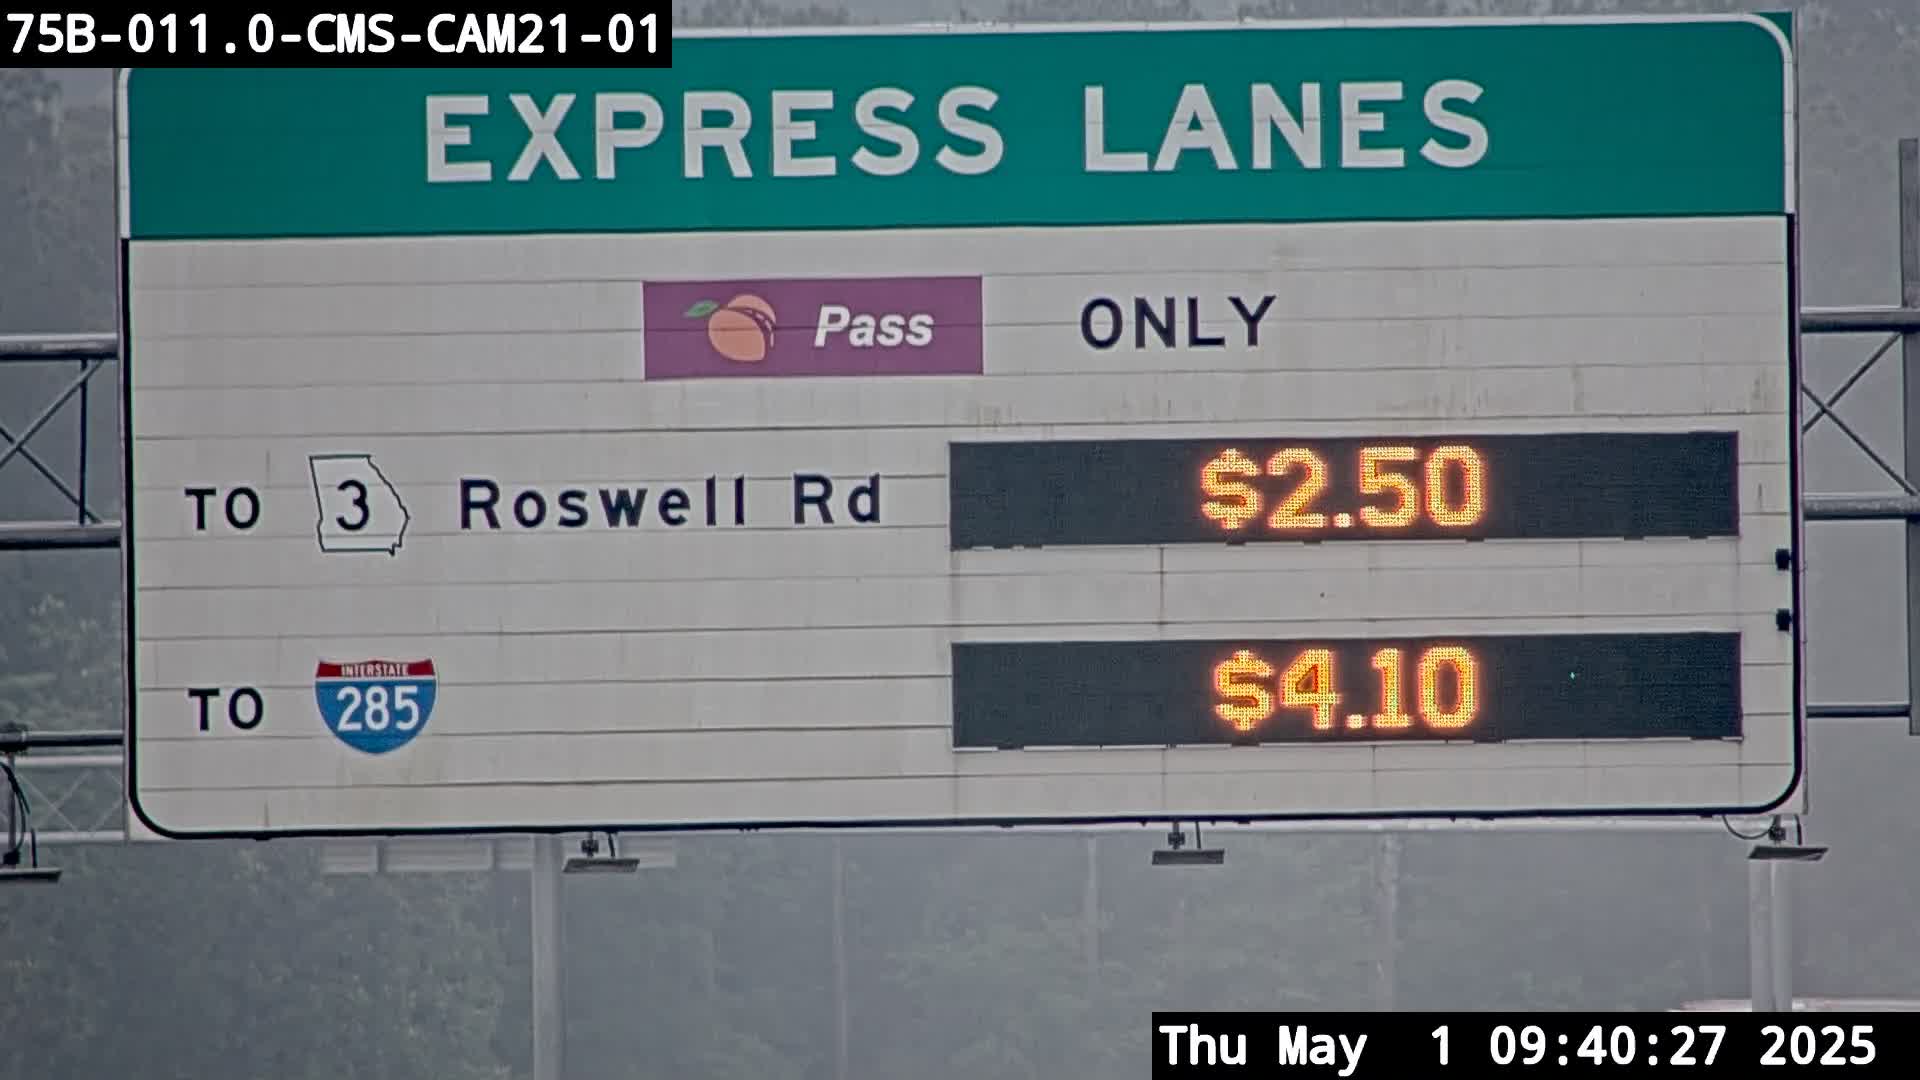 75B-011.0-CMS-CAM21-01
EXPRESS LANES
Pass ONLY
TO 3 Roswell Rd $2.50
INTERSTATE
TO 285 $4.10
Thu May 1 09:40:27 2025